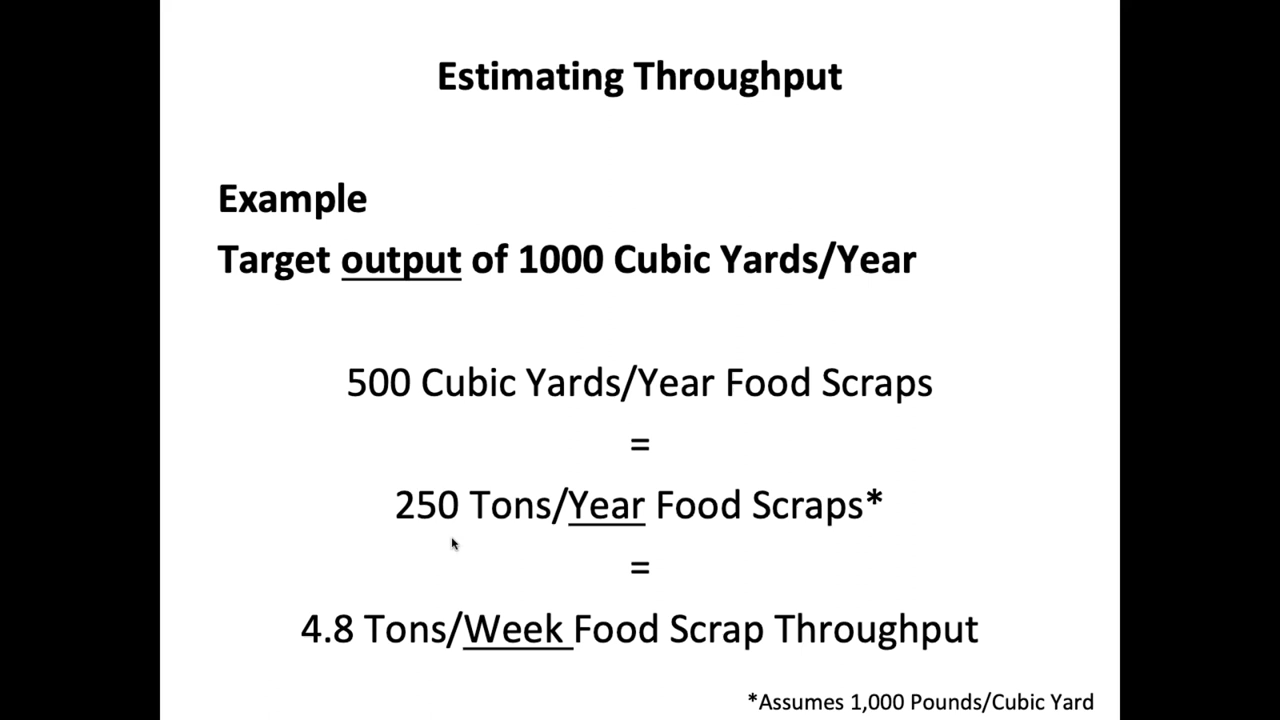 Estimating Throughput
Example
Target output of 1000 Cubic Yards/Year
500 Cubic Yards/Year Food Scraps
=
250 Tons/Year Food Scraps*
=
4.8 Tons/Week Food Scrap Throughput
*Assumes 1,000 Pounds/Cubic Yard